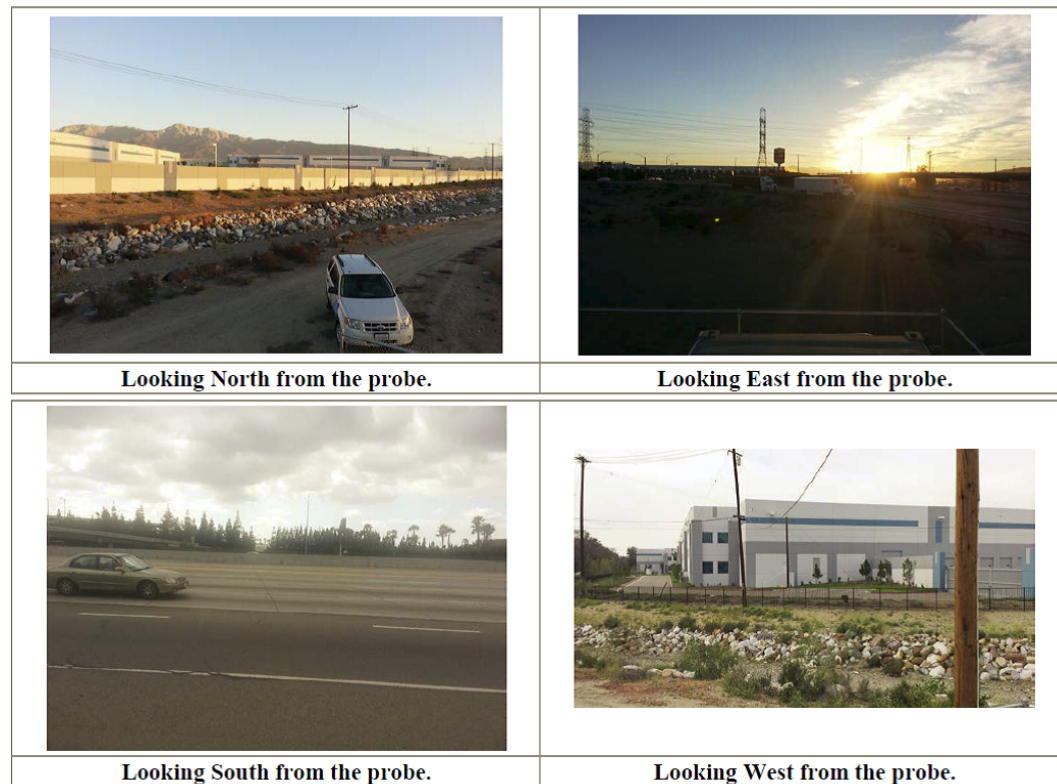 Looking North from the probe.
Looking East from the probe.
Looking South from the probe.
Looking West from the probe.